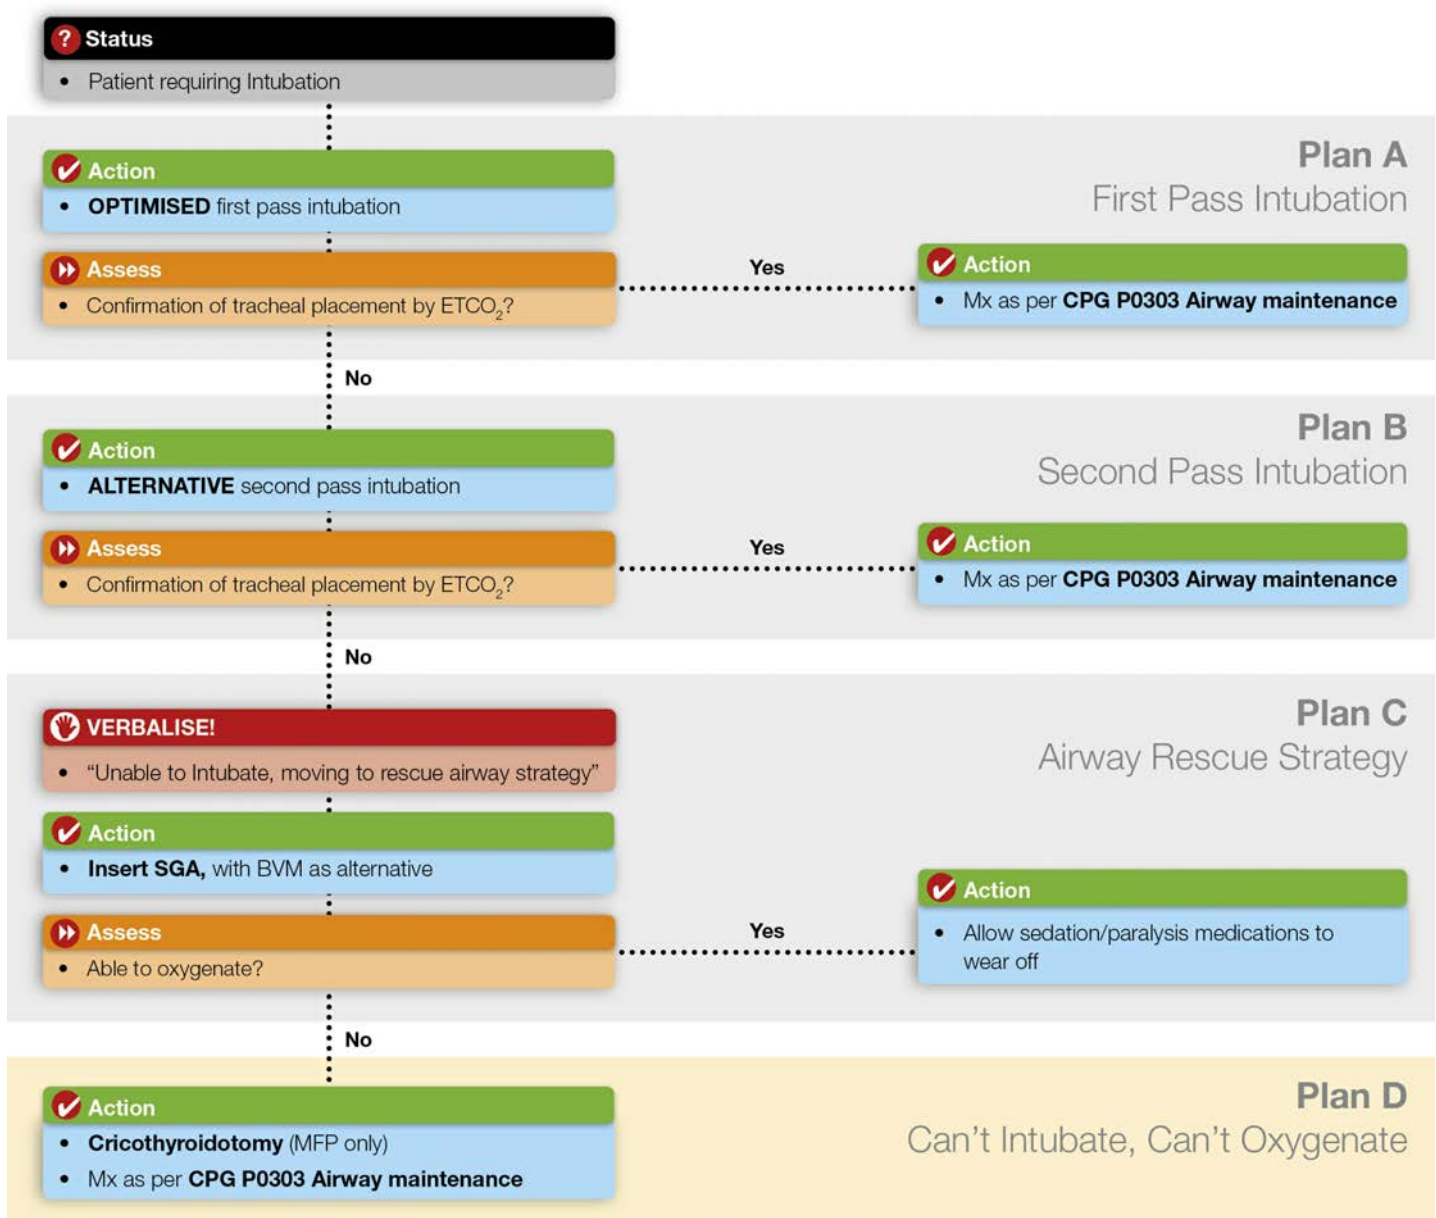 ? Status
• Patient requiring Intubation
Plan A
First Pass Intubation
Action
• OPTIMISED first pass intubation
Assess
• Confirmation of tracheal placement by ETCO₂?
Yes
Action
• Mx as per CPG P0303 Airway maintenance
No
Plan B
Second Pass Intubation
Action
• ALTERNATIVE second pass intubation
Assess
• Confirmation of tracheal placement by ETCO₂?
Yes
Action
• Mx as per CPG P0303 Airway maintenance
No
Plan C
Airway Rescue Strategy
VERBALISE!
• “Unable to Intubate, moving to rescue airway strategy”
Action
• Insert SGA, with BVM as alternative
Assess
• Able to oxygenate?
Yes
Action
• Allow sedation/paralysis medications to
wear off
No
Plan D
Can’t Intubate, Can’t Oxygenate
Action
• Cricothyroidotomy (MFP only)
• Mx as per CPG P0303 Airway maintenance